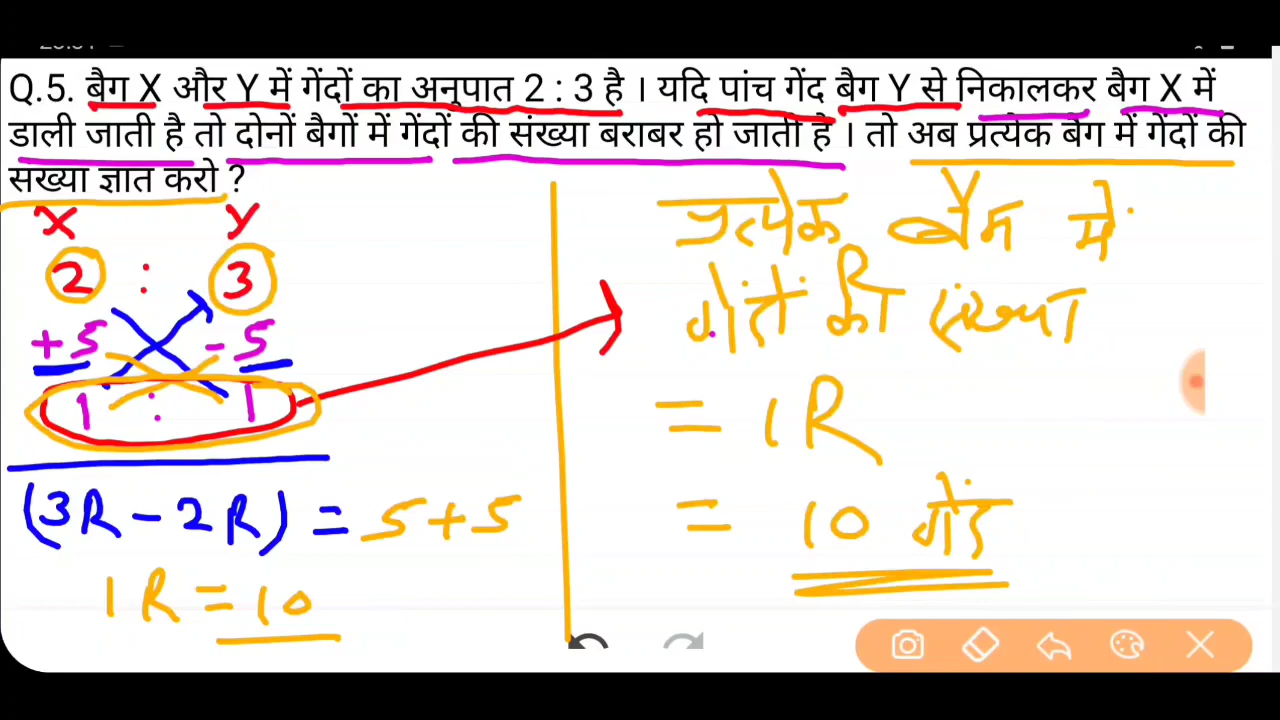 Q.5. बैग X और Y में गेंदों का अनुपात 2 : 3 है । यदि पांच गेंद बैग Y से निकालकर बैग X में
डाली जाती है तो दोनों बैगों में गेंदों की संख्या बराबर हो जाती है । तो अब प्रत्येक बैग में गेंदों की
संख्या ज्ञात करो ?
X Y
2 : 3
+5 -5
1 : 1
(3R - 2R) = 5+5
1R = 10
प्रत्येक बैग में
गेंदों की संख्या
= 1R
= 10 गेंद